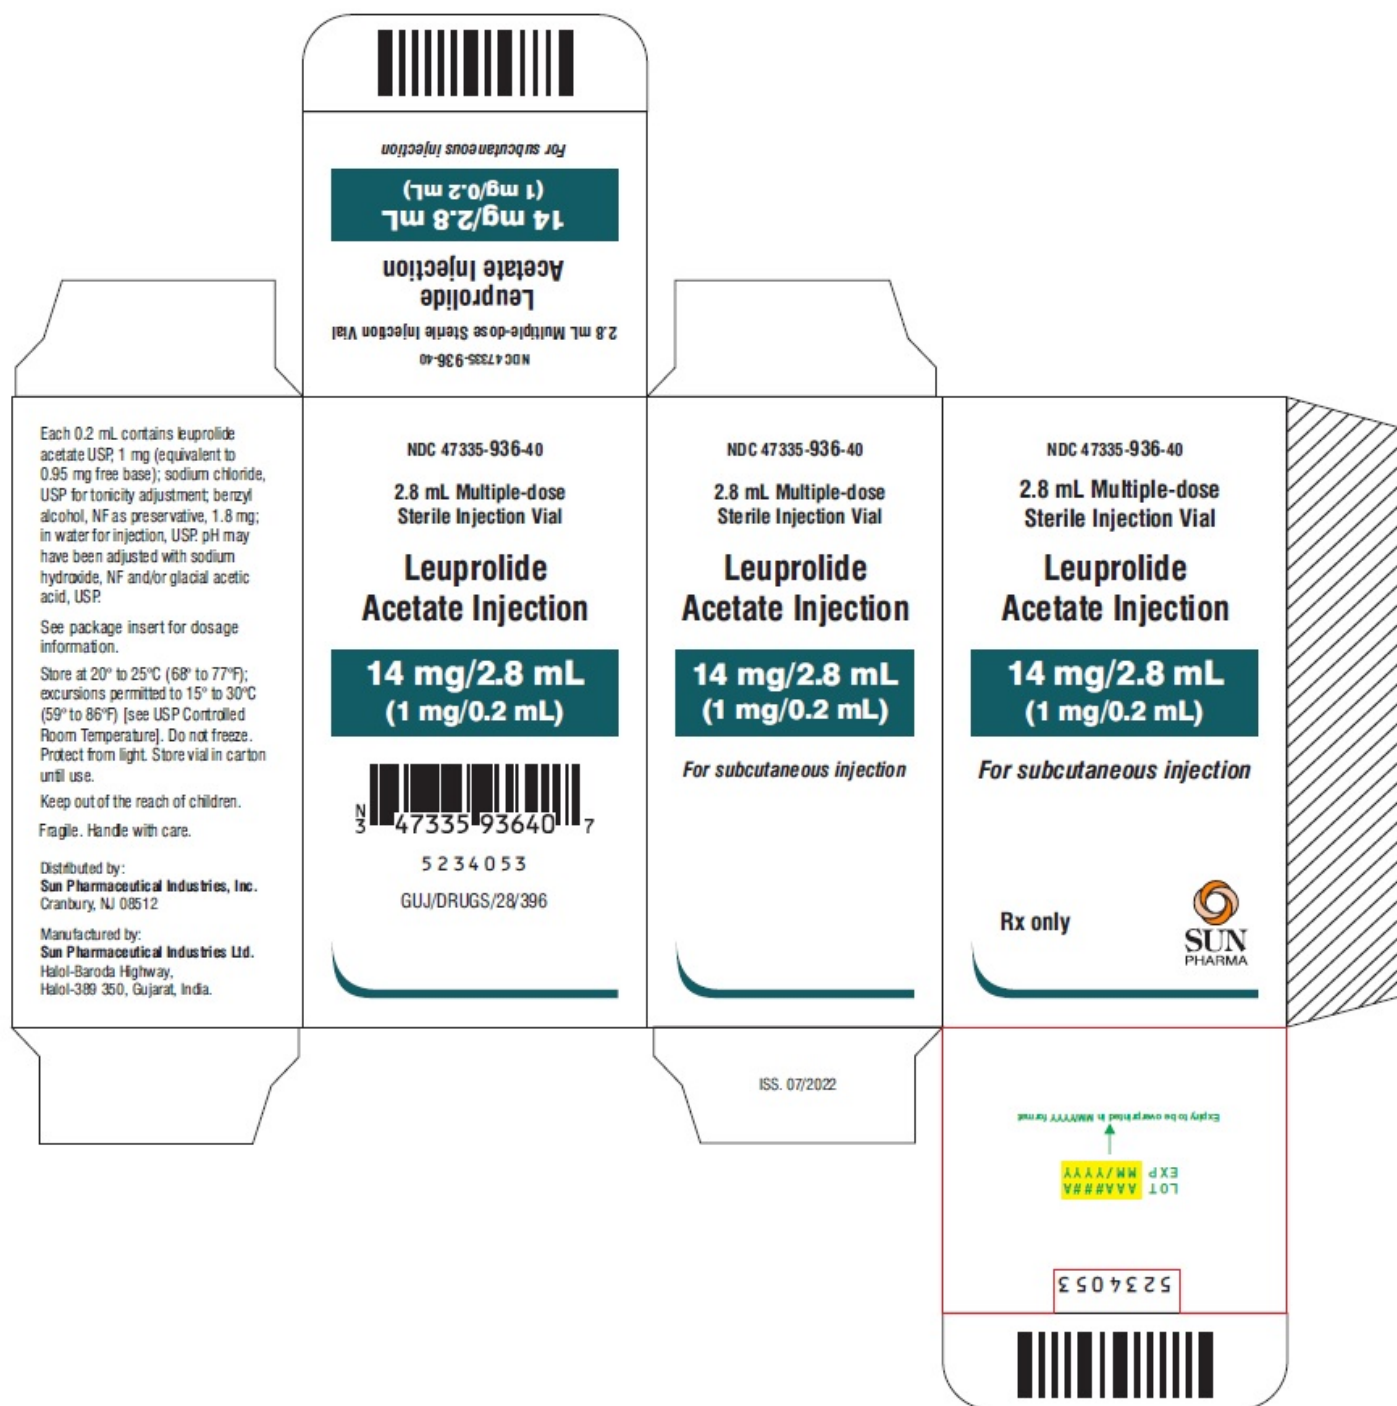 For subcutaneous injection
14 mg/2.8 mL
(1 mg/0.2 mL)
Leuprolide
Acetate Injection
2.8 mL Multiple-dose Sterile Injection Vial
NDC 47335-936-40
Each 0.2 mL contains leuprolide
acetate USP, 1 mg (equivalent to
0.95 mg free base); sodium chloride,
USP for tonicity adjustment; benzyl
alcohol, NF as preservative, 1.8 mg;
in water for injection, USP. pH may
have been adjusted with sodium
hydroxide, NF and/or glacial acetic
acid, USP.
See package insert for dosage
information.
Store at 20° to 25°C (68° to 77°F);
excursions permitted to 15° to 30°C
(59° to 86°F) [see USP Controlled
Room Temperature]. Do not freeze.
Protect from light. Store vial in carton
until use.
Keep out of the reach of children.
Fragile. Handle with care.
Distributed by:
Sun Pharmaceutical Industries, Inc.
Cranbury, NJ 08512
Manufactured by:
Sun Pharmaceutical Industries Ltd.
Halol-Baroda Highway,
Halol-389 350, Gujarat, India.
NDC 47335-936-40
2.8 mL Multiple-dose
Sterile Injection Vial
Leuprolide
Acetate Injection
14 mg/2.8 mL
(1 mg/0.2 mL)
N
3 47335 93640 7
5234053
GUJ/DRUGS/28/396
NDC 47335-936-40
2.8 mL Multiple-dose
Sterile Injection Vial
Leuprolide
Acetate Injection
14 mg/2.8 mL
(1 mg/0.2 mL)
For subcutaneous injection
NDC 47335-936-40
2.8 mL Multiple-dose
Sterile Injection Vial
Leuprolide
Acetate Injection
14 mg/2.8 mL
(1 mg/0.2 mL)
For subcutaneous injection
Rx only
SUN
PHARMA
ISS. 07/2022
Expiry to be overprinted in MM/YYYY format
LOT AAA####A
EXP MM/YYYY
5234053